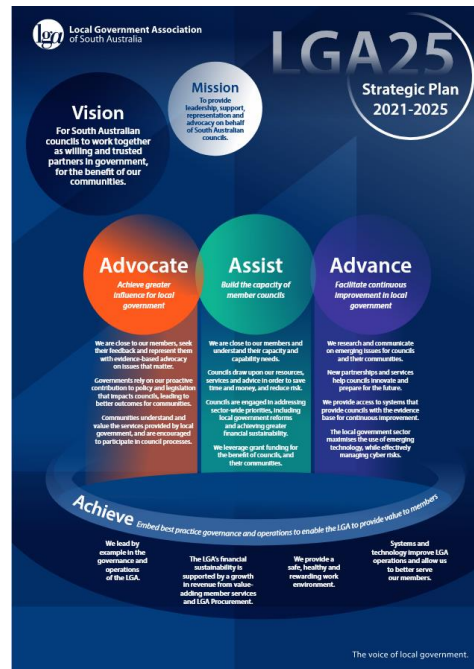 lga
Local Government Association
of South Australia
LGA25
Strategic Plan
2021-2025
Vision
For South Australian
councils to work together
as willing and trusted
partners in government,
for the benefit of our
communities.
Mission
To provide
leadership, support,
representation and
advocacy on behalf
of South Australian
councils.
Advocate
Achieve greater
influence for local
government
We are close to our members, seek
their feedback and represent them
with evidence-based advocacy
on issues that matter.
Governments rely on our proactive
contribution to policy and legislation
that impacts councils, leading to
better outcomes for communities.
Communities understand and
value the services provided by local
government, and are encouraged
to participate in council processes.
Assist
Build the capacity of
member councils
We are close to our members and
understand their capacity and
capability needs.
Councils draw upon our resources,
services and advice in order to save
time and money, and reduce risk.
Councils are engaged in addressing
sector-wide priorities, including
local government reforms
and achieving greater
financial sustainability.
We leverage grant funding for
the benefit of councils, and
their communities.
Advance
Facilitate continuous
improvement in local
government
We research and communicate
on emerging issues for councils
and their communities.
New partnerships and services
help councils innovate and
prepare for the future.
We provide access to systems that
provide councils with the evidence
base for continuous improvement.
The local government sector
maximises the use of emerging
technology, while effectively
managing cyber risks.
Achieve Embed best practice governance and operations to enable the LGA to provide value to members
We lead by
example in the
governance and
operations
of the LGA.
The LGA's financial
sustainability is
supported by a growth
in revenue from value-
adding member services
and LGA Procurement.
We provide a
safe, healthy and
rewarding work
environment.
Systems and
technology improve LGA
operations and allow us
to better serve
our members.
The voice of local government.